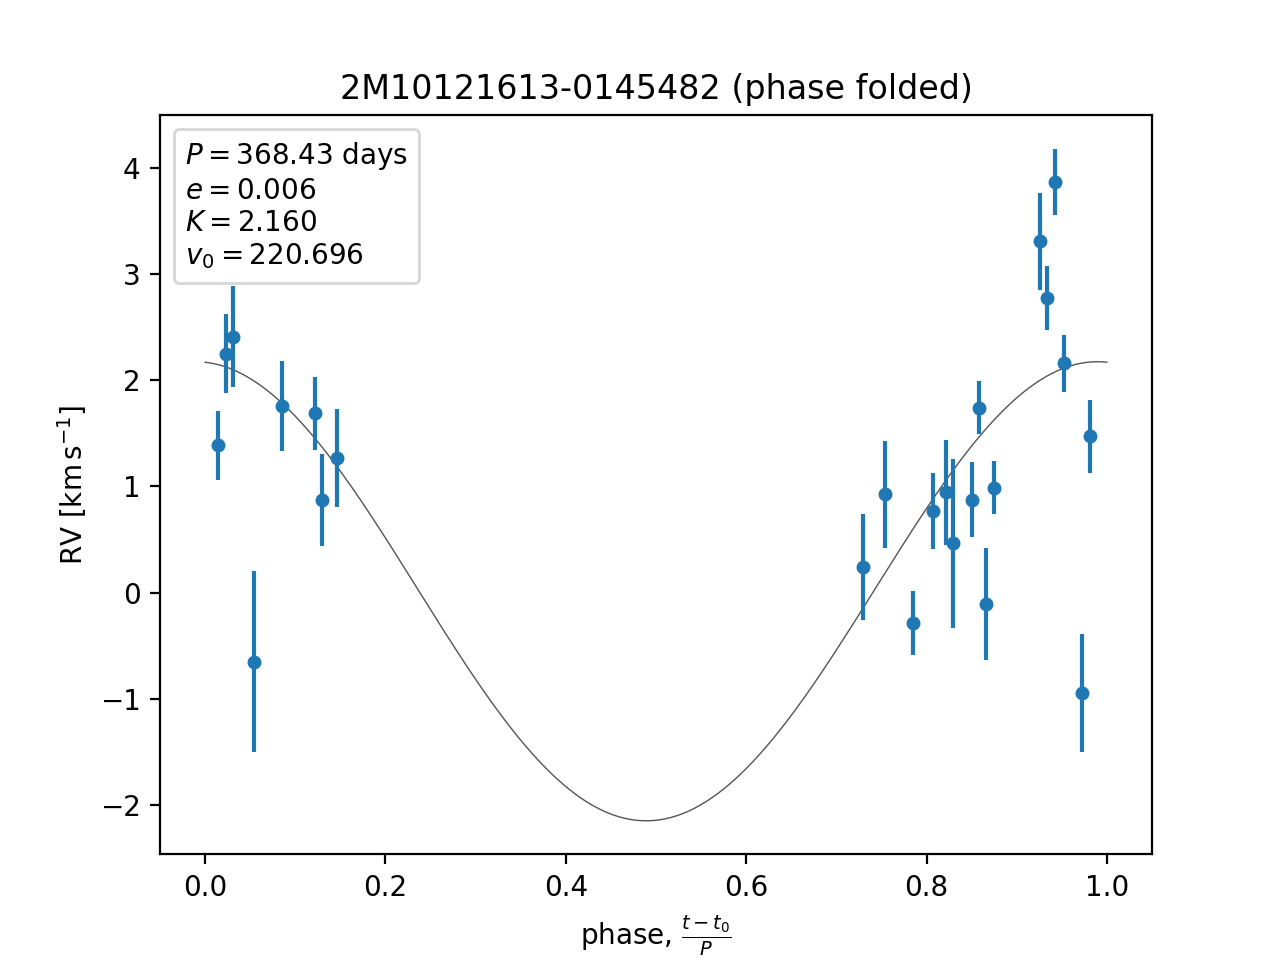 2M10121613-0145482 (phase folded)
P = 368.43 days
e = 0.006
K = 2.160
v₀ = 220.696
4
3
2
1
0
−1
−2
RV [km s⁻¹]
0.0 0.2 0.4 0.6 0.8 1.0
phase, (t − t₀)/P